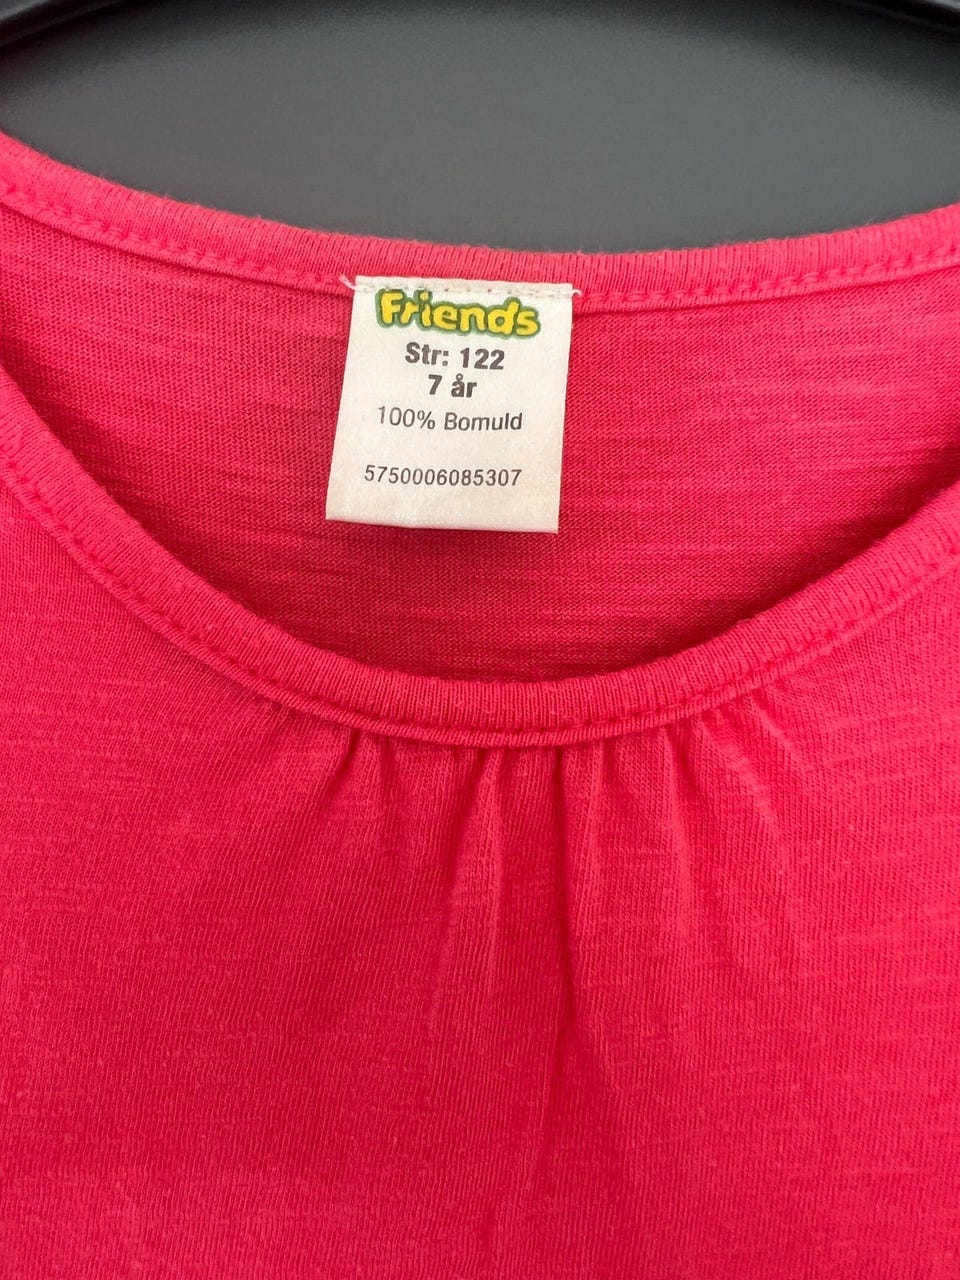 Friends
Str: 122
7 år
100% Bomuld
5750006085307